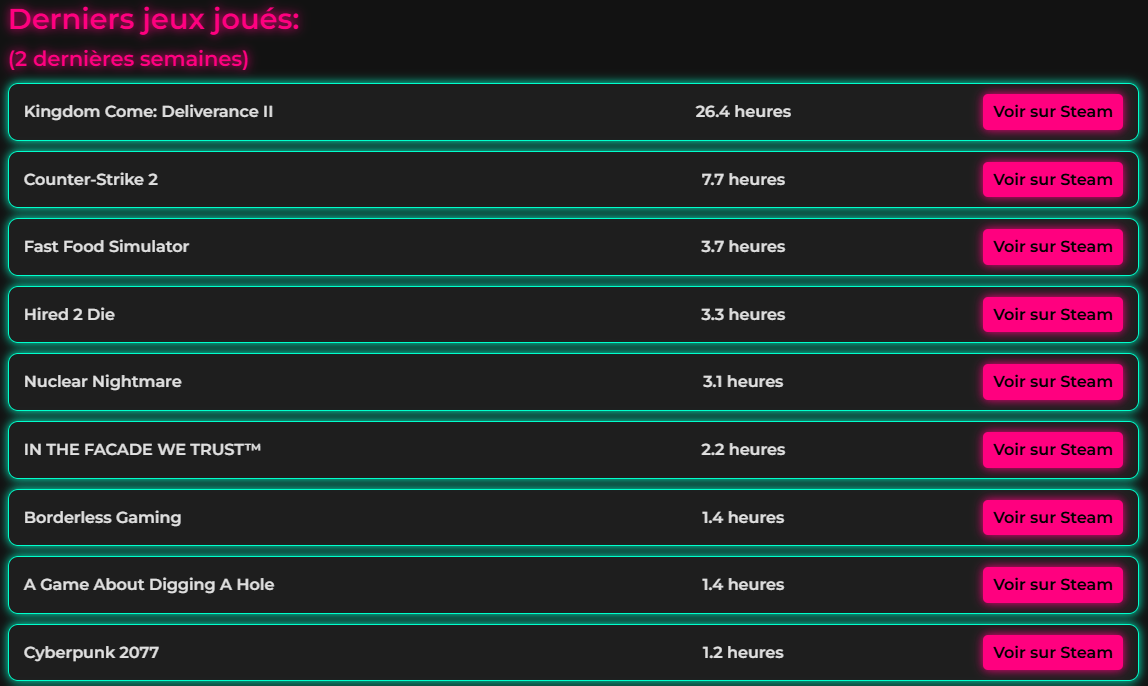 Derniers jeux joués:
(2 dernières semaines)
Kingdom Come: Deliverance II 26.4 heures Voir sur Steam
Counter-Strike 2 7.7 heures Voir sur Steam
Fast Food Simulator 3.7 heures Voir sur Steam
Hired 2 Die 3.3 heures Voir sur Steam
Nuclear Nightmare 3.1 heures Voir sur Steam
IN THE FACADE WE TRUST™ 2.2 heures Voir sur Steam
Borderless Gaming 1.4 heures Voir sur Steam
A Game About Digging A Hole 1.4 heures Voir sur Steam
Cyberpunk 2077 1.2 heures Voir sur Steam